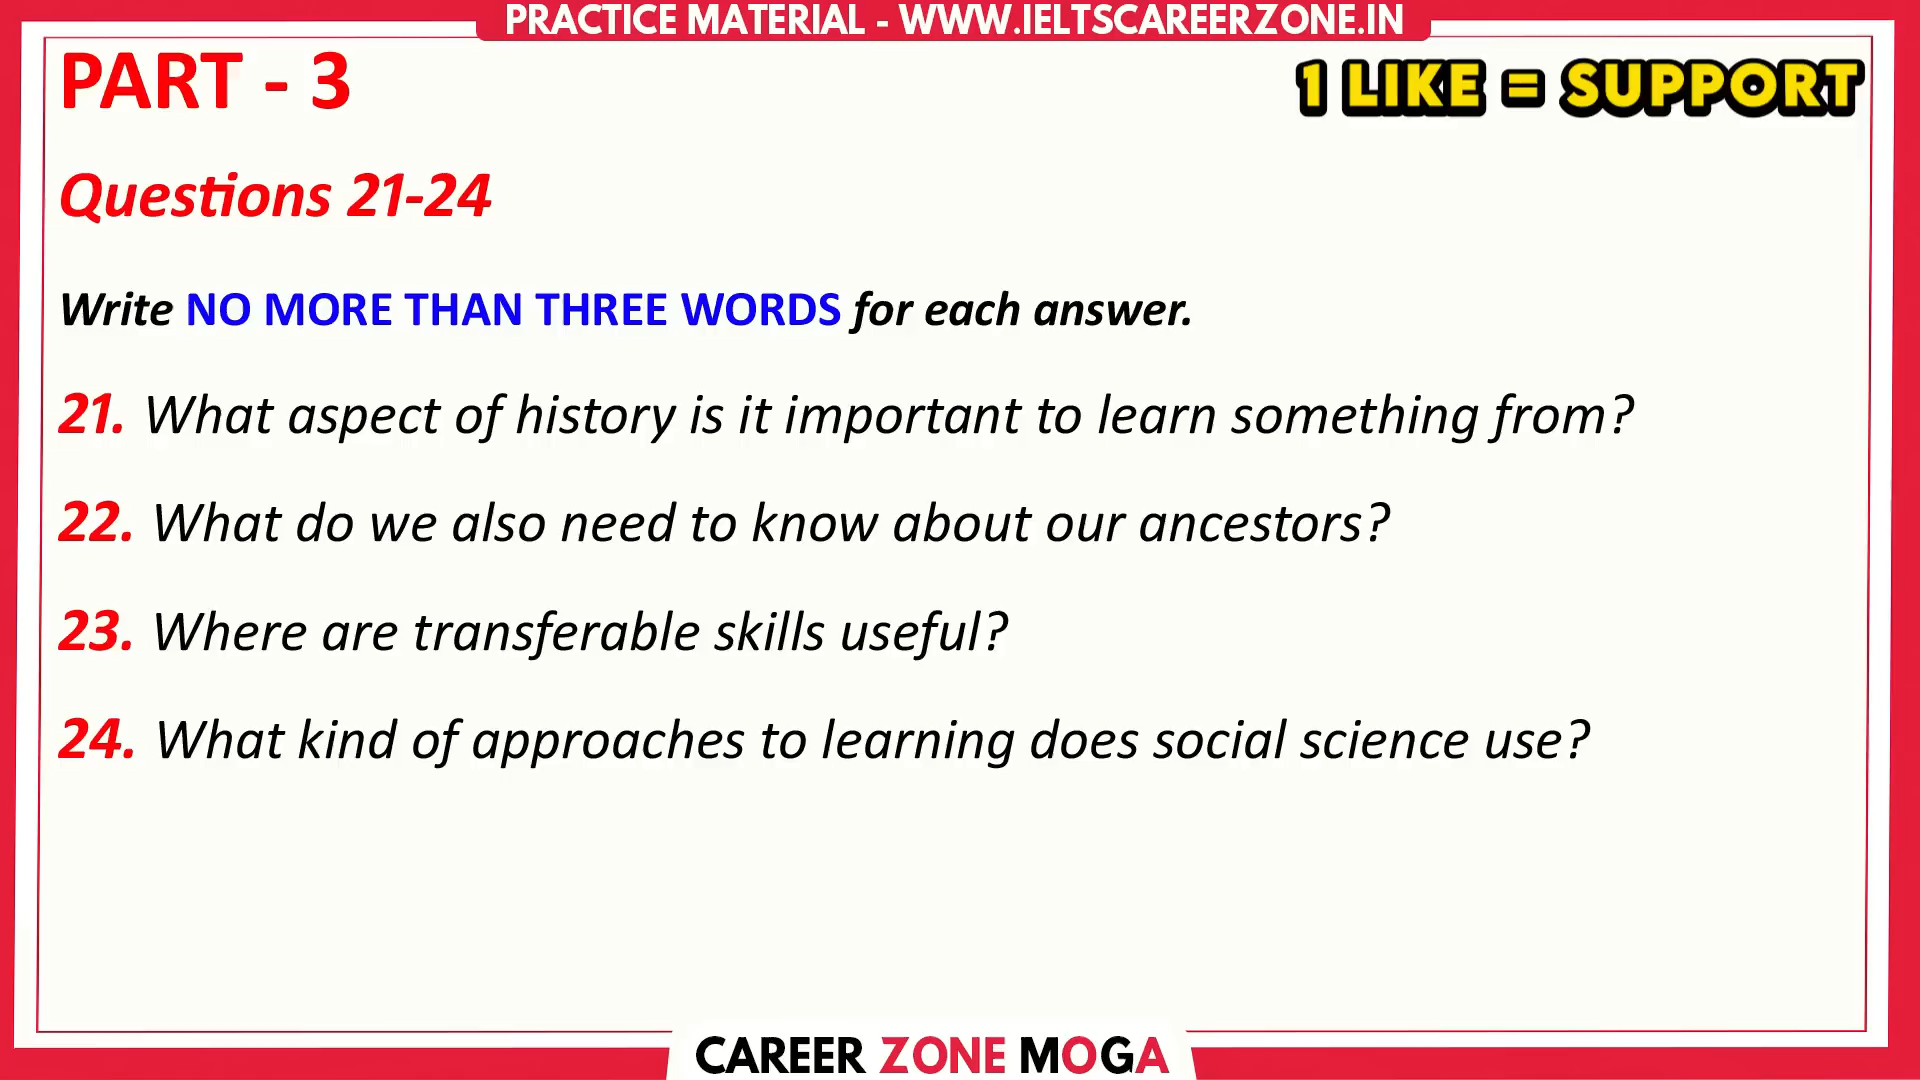 PRACTICE MATERIAL - WWW.IELTSCAREERZONE.IN
PART - 3
1 LIKE = SUPPORT
Questions 21-24
Write NO MORE THAN THREE WORDS for each answer.
21. What aspect of history is it important to learn something from?
22. What do we also need to know about our ancestors?
23. Where are transferable skills useful?
24. What kind of approaches to learning does social science use?
CAREER ZONE MOGA